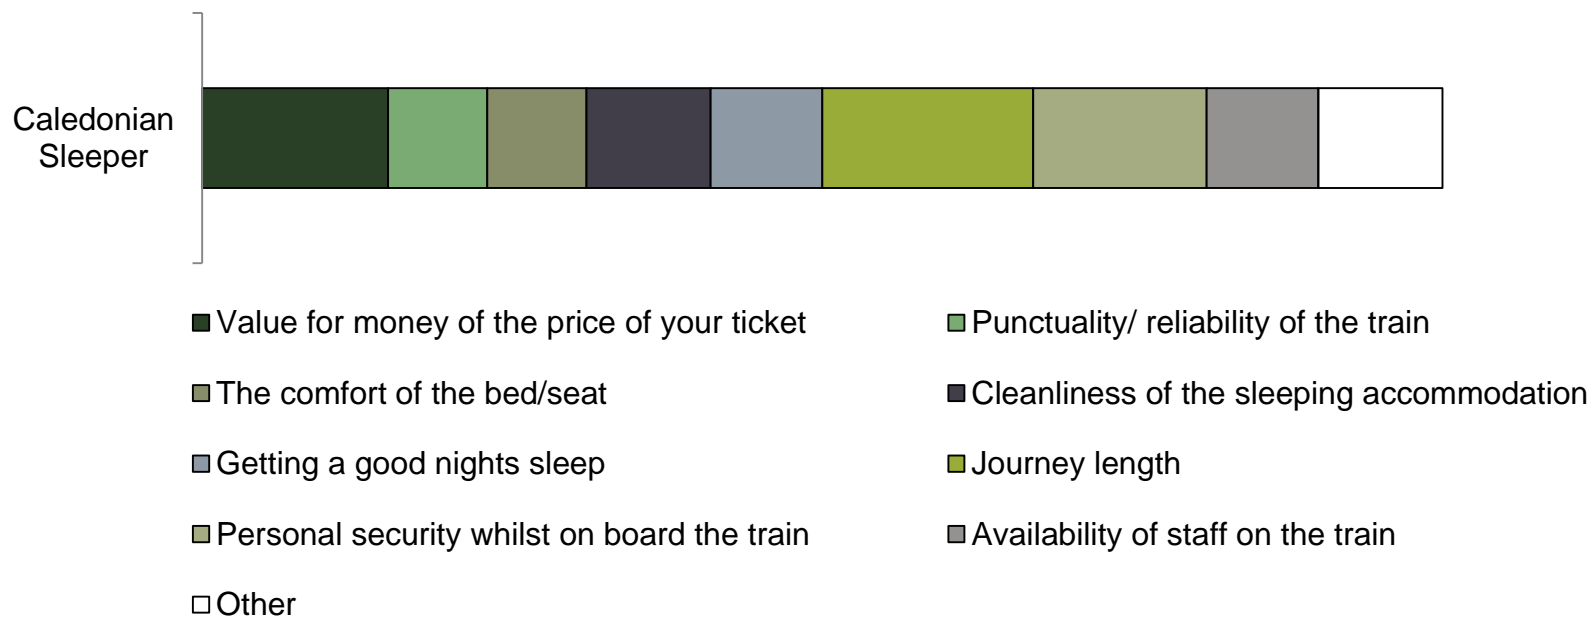 Caledonian
Sleeper
Value for money of the price of your ticket
Punctuality/ reliability of the train
The comfort of the bed/seat
Cleanliness of the sleeping accommodation
Getting a good nights sleep
Journey length
Personal security whilst on board the train
Availability of staff on the train
Other